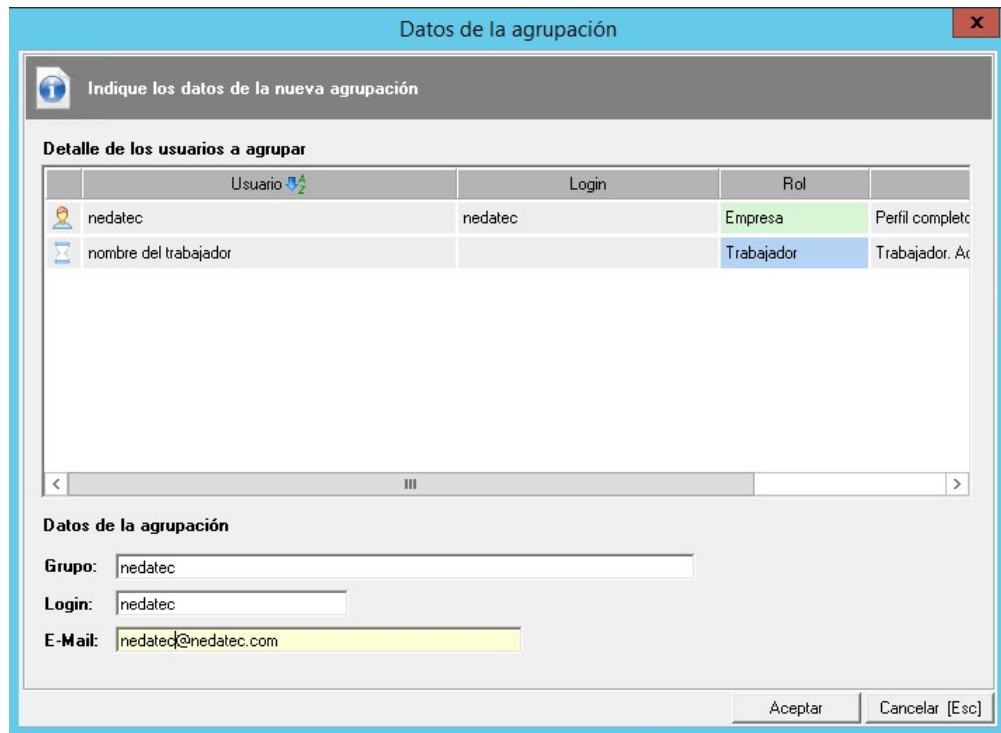 Datos de la agrupación
x
Indique los datos de la nueva agrupación
Detalle de los usuarios a agrupar
Usuario Login Rol
nedatec nedatec Empresa Perfil completo
nombre del trabajador Trabajador Trabajador. Ac
Datos de la agrupación
Grupo: nedatec
Login: nedatec
E-Mail: nedatec@nedatec.com
Aceptar Cancelar [Esc]